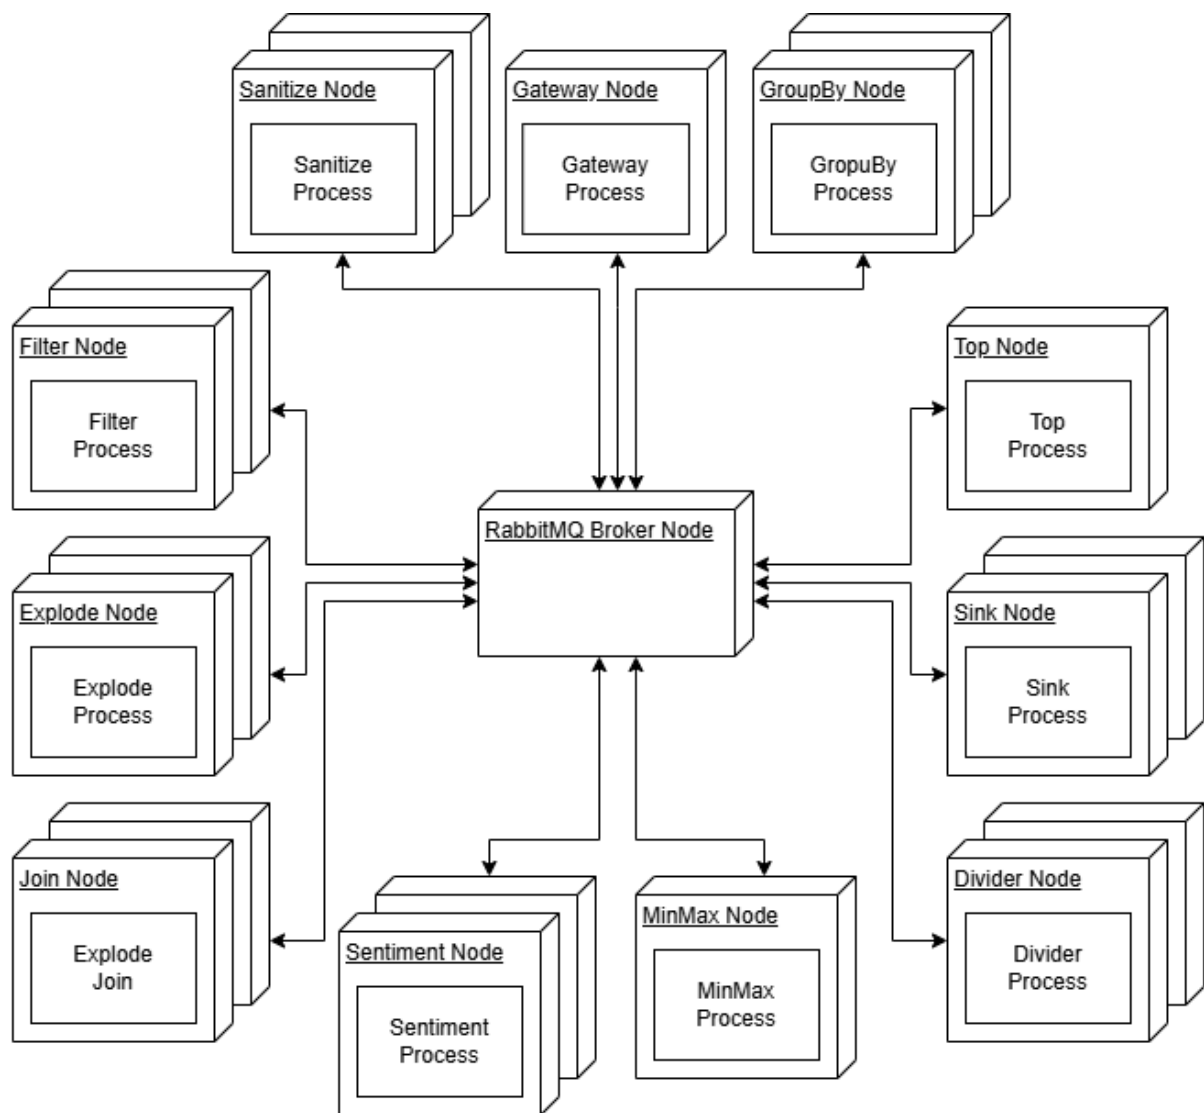 Sanitize Node
Sanitize
Process
Gateway Node
Gateway
Process
GroupBy Node
GropuBy
Process
Filter Node
Filter
Process
Top Node
Top
Process
RabbitMQ Broker Node
Explode Node
Explode
Process
Sink Node
Sink
Process
Join Node
Explode
Join
Sentiment Node
Sentiment
Process
MinMax Node
MinMax
Process
Divider Node
Divider
Process